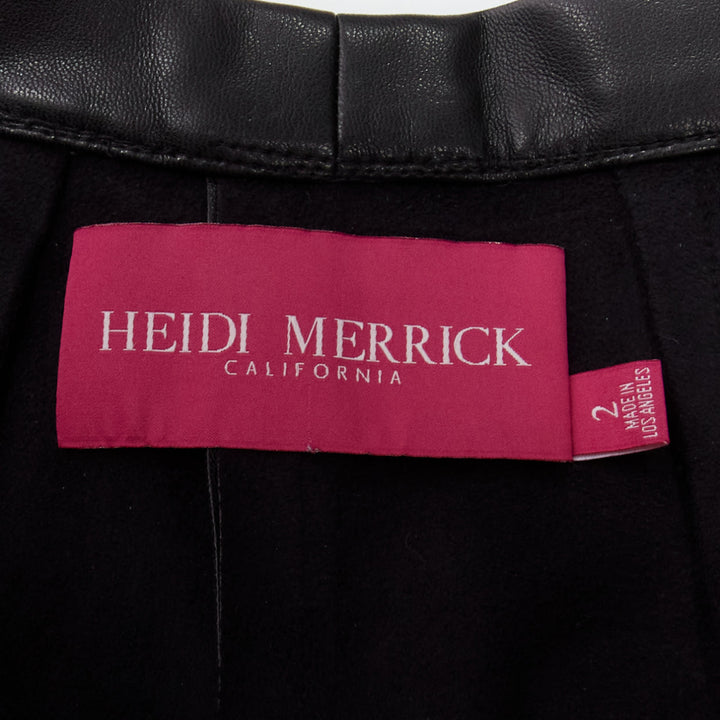 HEIDI MERRICK
CALIFORNIA
2
MADE IN
LOS ANGELES